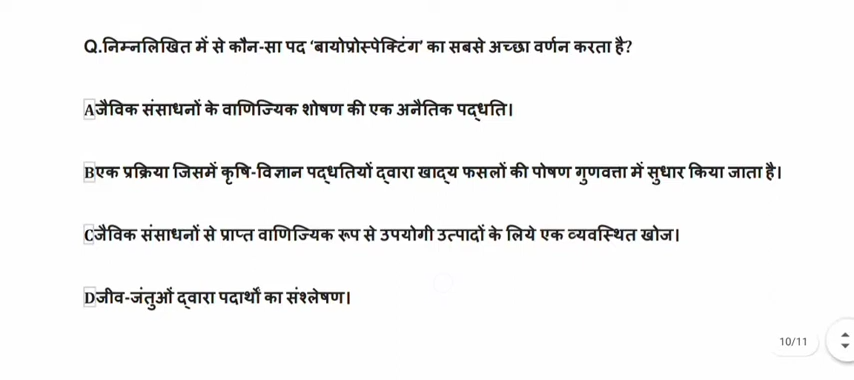 Q.निम्नलिखित में से कौन-सा पद ‘बायोप्रोस्पेक्टिंग’ का सबसे अच्छा वर्णन करता है?
Aजैविक संसाधनों के वाणिज्यिक शोषण की एक अनैतिक पद्धति।
Bएक प्रक्रिया जिसमें कृषि-विज्ञान पद्धतियों द्वारा खाद्य फसलों की पोषण गुणवत्ता में सुधार किया जाता है।
Cजैविक संसाधनों से प्राप्त वाणिज्यिक रूप से उपयोगी उत्पादों के लिये एक व्यवस्थित खोज।
Dजीव-जंतुओं द्वारा पदार्थों का संश्लेषण।
10/11